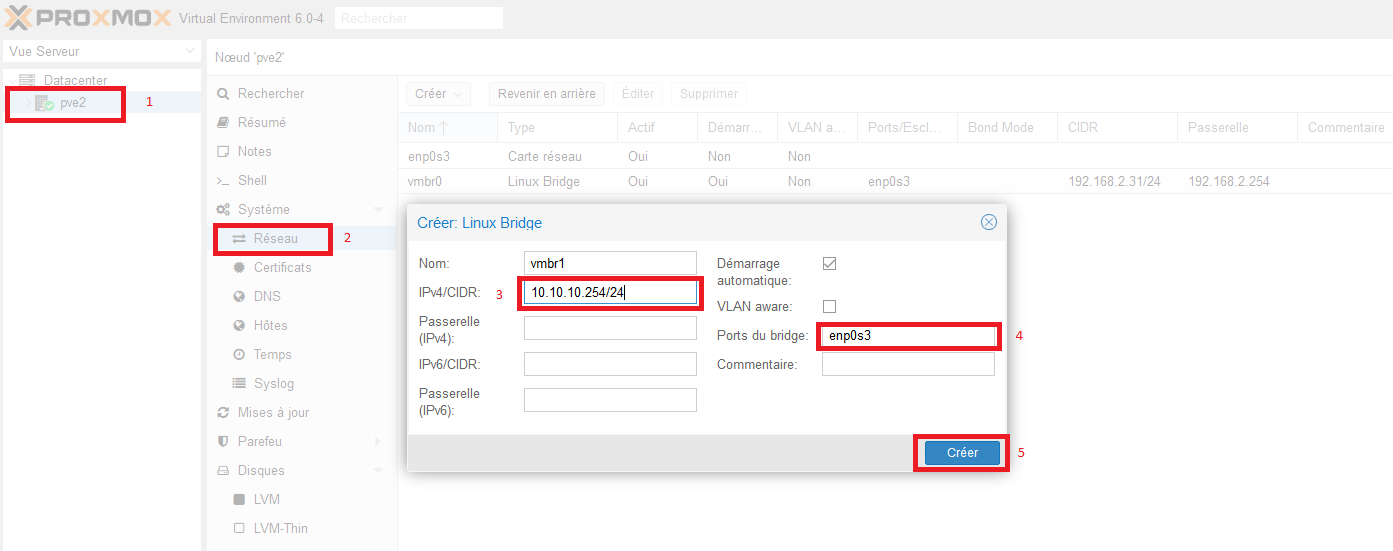 PROXMOX Virtual Environment 6.0-4 Rechercher
Vue Serveur
Datacenter
pve2 1
Nœud 'pve2'
Rechercher
Résumé
Notes
Shell
Système
Réseau 2
Certificats
DNS
Hôtes
Temps
Syslog
Mises à jour
Parefeu
Disques
LVM
LVM-Thin
Créer Revenir en arrière Éditer Supprimer
Nom Type Actif Démarr... VLAN a... Ports/Escl... Bond Mode CIDR Passerelle Commentaire
enp0s3 Carte réseau Oui Non Non
vmbr0 Linux Bridge Oui Oui Non enp0s3 192.168.2.31/24 192.168.2.254
Créer: Linux Bridge
Nom: vmbr1
IPv4/CIDR: 3 10.10.10.254/24
Passerelle
(IPv4):
IPv6/CIDR:
Passerelle
(IPv6):
Démarrage
automatique:
VLAN aware:
Ports du bridge: enp0s3 4
Commentaire:
Créer 5